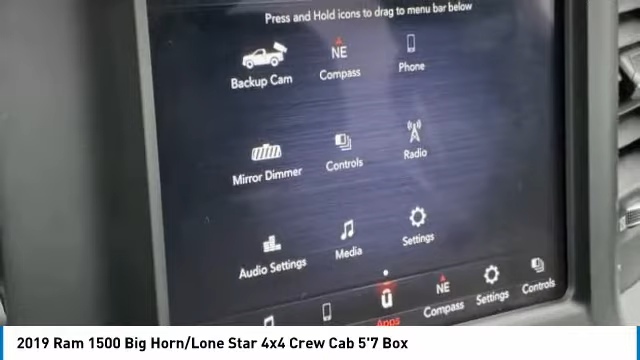 Press and Hold icons to drag to menu bar below
NE
Backup Cam
Compass
Phone
Mirror Dimmer
Controls
Radio
Audio Settings
Media
Settings
Apps
NE
Compass
Settings
Controls
2019 Ram 1500 Big Horn/Lone Star 4x4 Crew Cab 5'7 Box